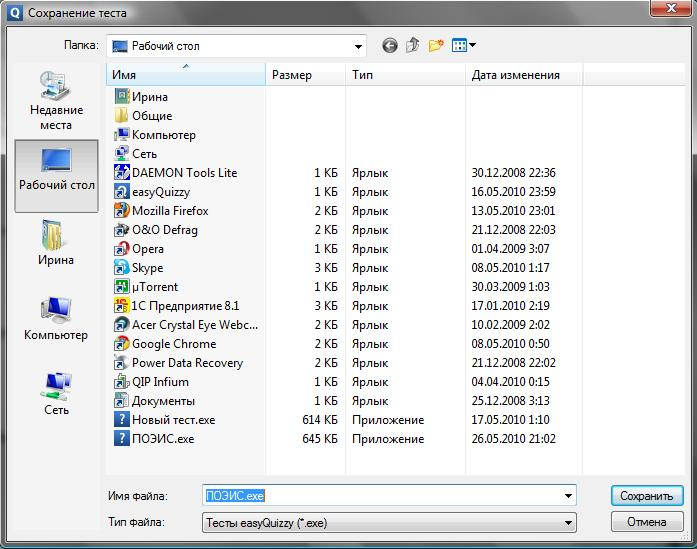 Сохранение теста
Папка: Рабочий стол
Имя Размер Тип Дата изменения
Недавние места
Рабочий стол
Ирина
Компьютер
Сеть
Ирина
Общие
Компьютер
Сеть
DAEMON Tools Lite 1 КБ Ярлык 30.12.2008 22:36
easyQuizzy 1 КБ Ярлык 16.05.2010 23:59
Mozilla Firefox 2 КБ Ярлык 13.05.2010 23:01
O&O Defrag 2 КБ Ярлык 21.12.2008 22:03
Opera 1 КБ Ярлык 01.04.2009 3:07
Skype 3 КБ Ярлык 08.05.2010 1:17
µTorrent 1 КБ Ярлык 30.03.2009 1:03
1С Предприятие 8.1 3 КБ Ярлык 17.01.2010 2:19
Acer Crystal Eye Webc... 2 КБ Ярлык 10.02.2009 2:02
Google Chrome 2 КБ Ярлык 08.05.2010 0:50
Power Data Recovery 2 КБ Ярлык 21.12.2008 22:02
QIP Infium 1 КБ Ярлык 04.04.2010 0:15
Документы 1 КБ Ярлык 25.12.2008 3:13
Новый тест.exe 614 КБ Приложение 17.05.2010 1:10
ПОЭИС.exe 645 КБ Приложение 26.05.2010 21:02
Имя файла: ПОЭИС.exe Сохранить
Тип файла: Тесты easyQuizzy (*.exe) Отмена